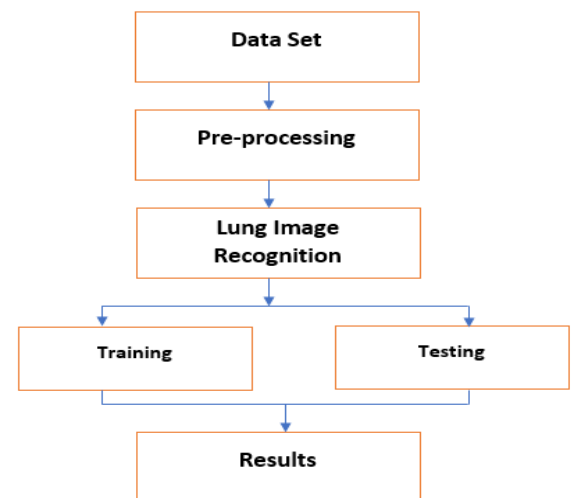 Data Set
Pre-processing
Lung Image
Recognition
Training
Testing
Results